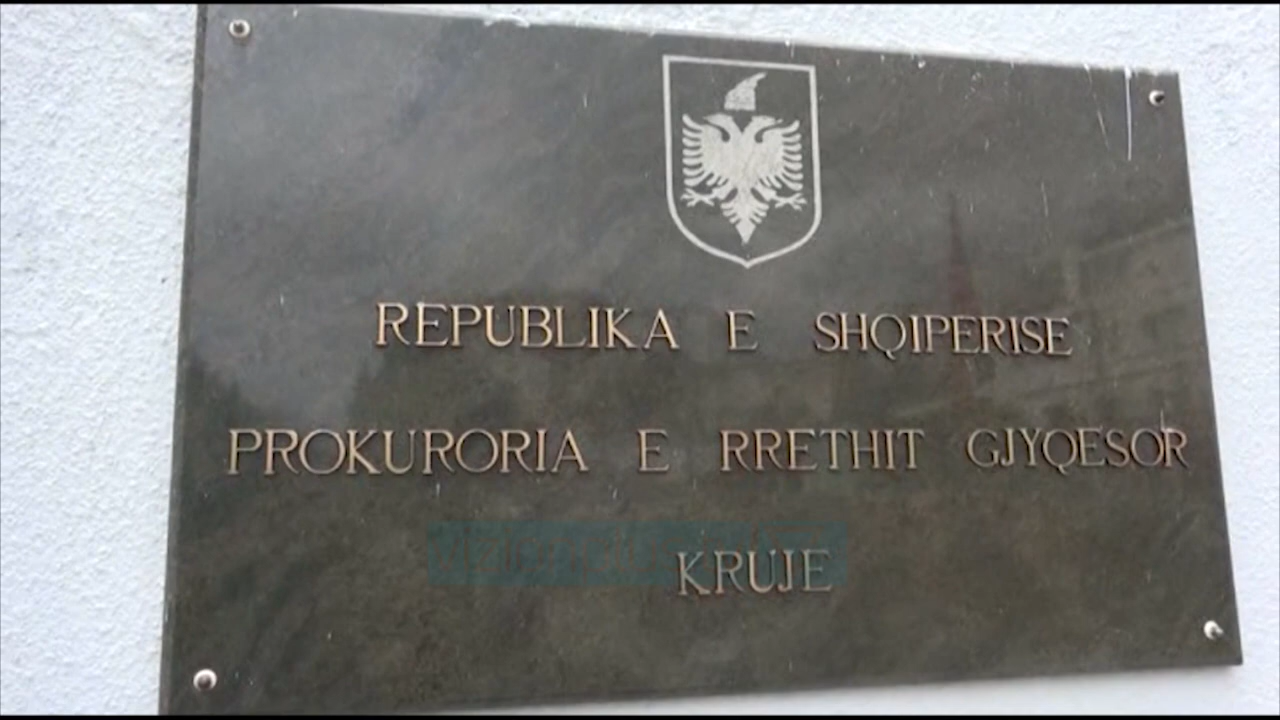 REPUBLIKA E SHQIPERISE
PROKURORIA E RRETHIT GJYQESOR
KRUJE